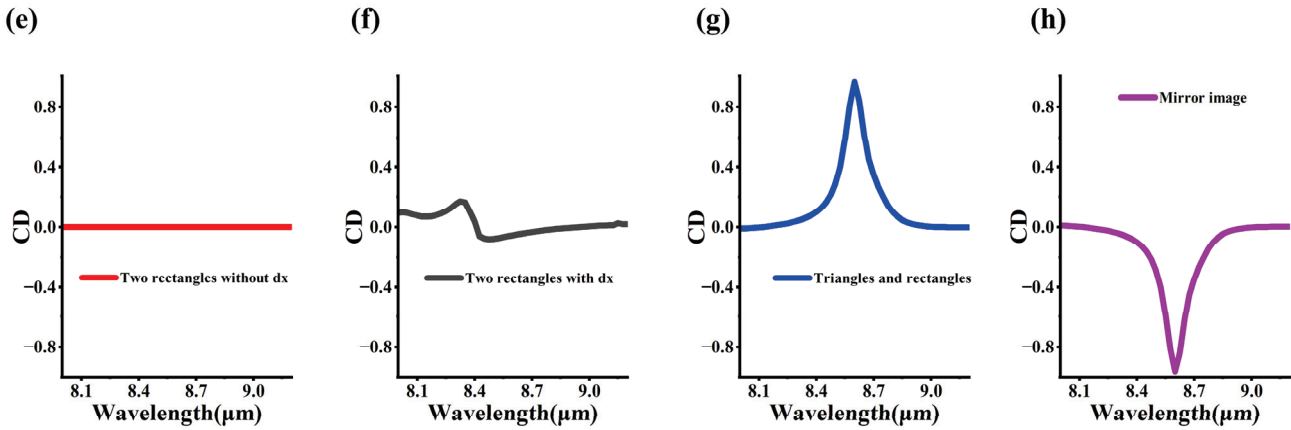 (e)
CD
0.8
0.4
0.0
−0.4
−0.8
Two rectangles without dx
8.1 8.4 8.7 9.0
Wavelength(μm)
(f)
CD
0.8
0.4
0.0
−0.4
−0.8
Two rectangles with dx
8.1 8.4 8.7 9.0
Wavelength(μm)
(g)
CD
0.8
0.4
0.0
−0.4
−0.8
Triangles and rectangles
8.1 8.4 8.7 9.0
Wavelength(μm)
(h)
CD
0.8
0.4
0.0
−0.4
−0.8
Mirror image
8.1 8.4 8.7 9.0
Wavelength(μm)